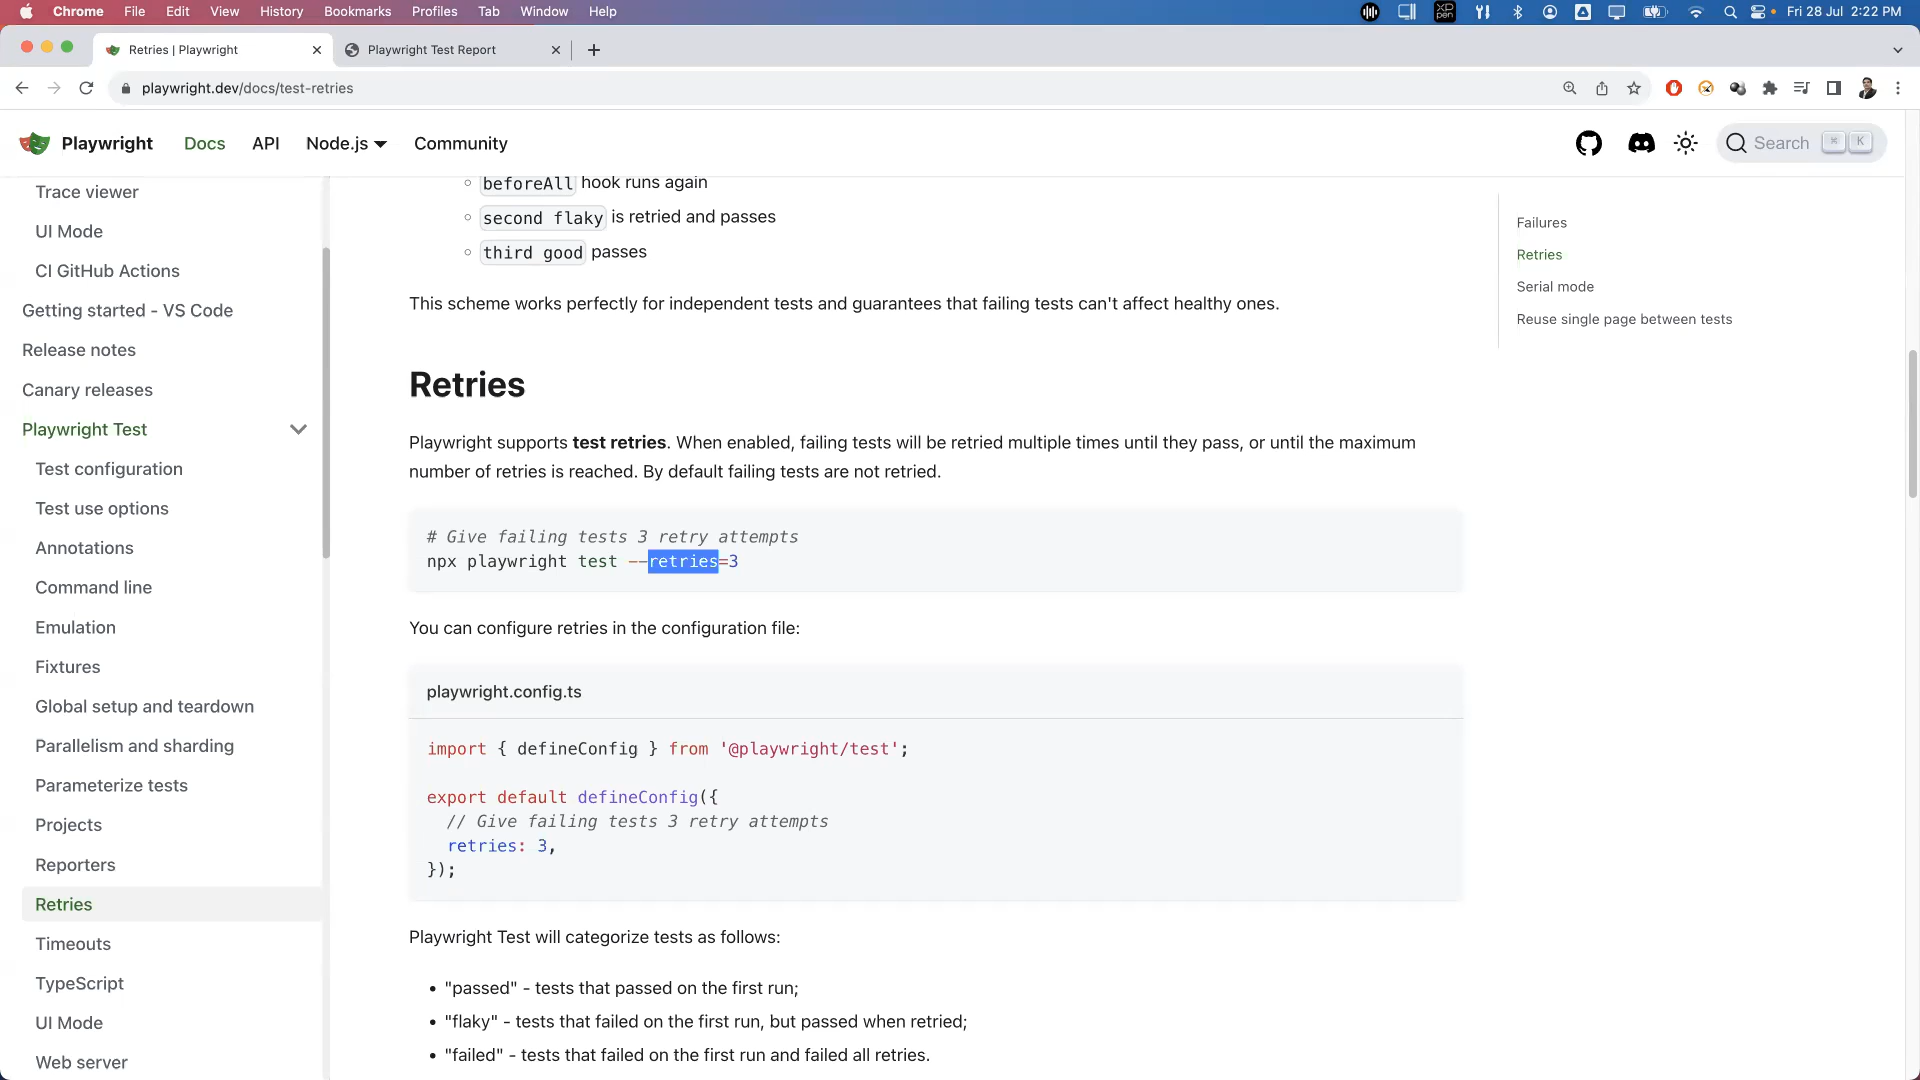 Chrome File Edit View History Bookmarks Profiles Tab Window Help
XP pen
Fri 28 Jul 2:22 PM
Retries | Playwright
Playwright Test Report
playwright.dev/docs/test-retries
Playwright Docs API Node.js Community
Search ⌘ K
Trace viewer
UI Mode
CI GitHub Actions
Getting started - VS Code
Release notes
Canary releases
Playwright Test
Test configuration
Test use options
Annotations
Command line
Emulation
Fixtures
Global setup and teardown
Parallelism and sharding
Parameterize tests
Projects
Reporters
Retries
Timeouts
TypeScript
UI Mode
Web server
beforeAll hook runs again
second flaky is retried and passes
third good passes
This scheme works perfectly for independent tests and guarantees that failing tests can't affect healthy ones.
Retries
Playwright supports test retries. When enabled, failing tests will be retried multiple times until they pass, or until the maximum
number of retries is reached. By default failing tests are not retried.
# Give failing tests 3 retry attempts
npx playwright test --retries=3
You can configure retries in the configuration file:
playwright.config.ts
import { defineConfig } from '@playwright/test';
export default defineConfig({
// Give failing tests 3 retry attempts
retries: 3,
});
Playwright Test will categorize tests as follows:
• "passed" - tests that passed on the first run;
• "flaky" - tests that failed on the first run, but passed when retried;
• "failed" - tests that failed on the first run and failed all retries.
Failures
Retries
Serial mode
Reuse single page between tests